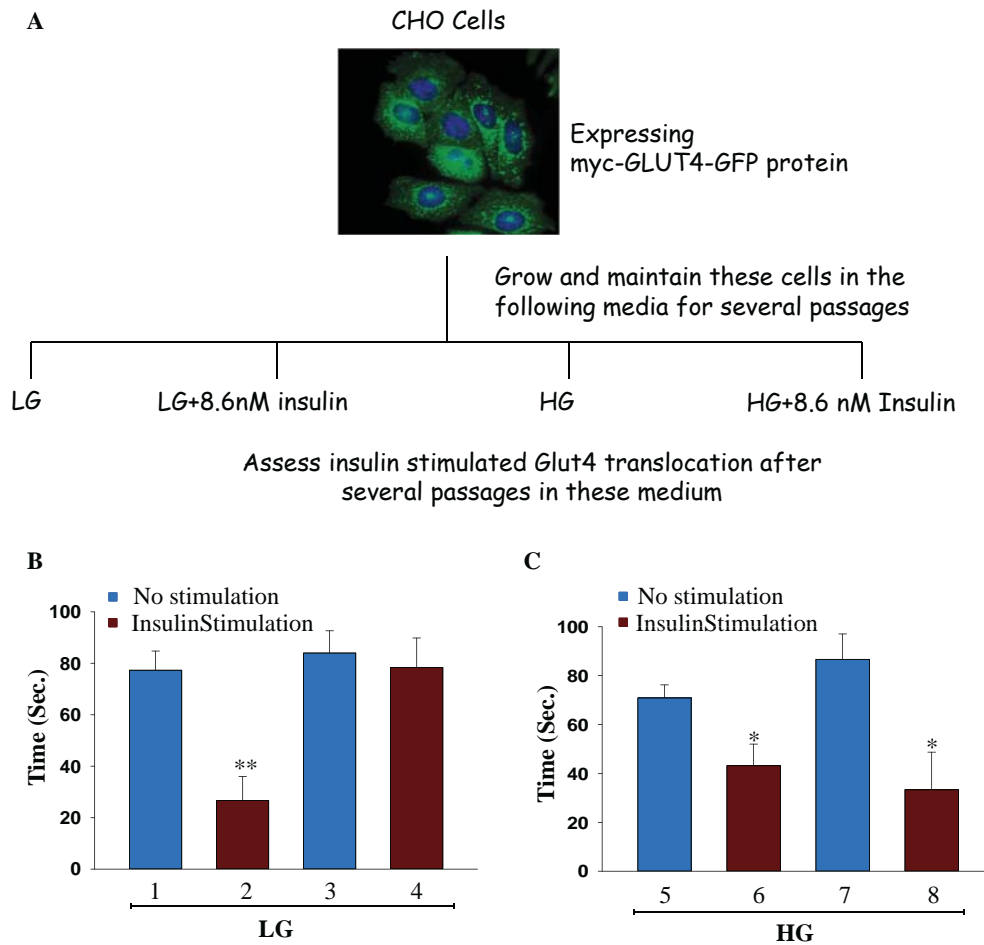 A
CHO Cells
Expressing
myc-GLUT4-GFP protein
Grow and maintain these cells in the
following media for several passages
LG
LG+8.6nM insulin
HG
HG+8.6 nM Insulin
Assess insulin stimulated Glut4 translocation after
several passages in these medium
B
No stimulation
InsulinStimulation
Time (Sec.)
100
80
60
40
20
0
**
1 2 3 4
LG
C
No stimulation
InsulinStimulation
Time (Sec.)
100
80
60
40
20
0
*
*
5 6 7 8
HG